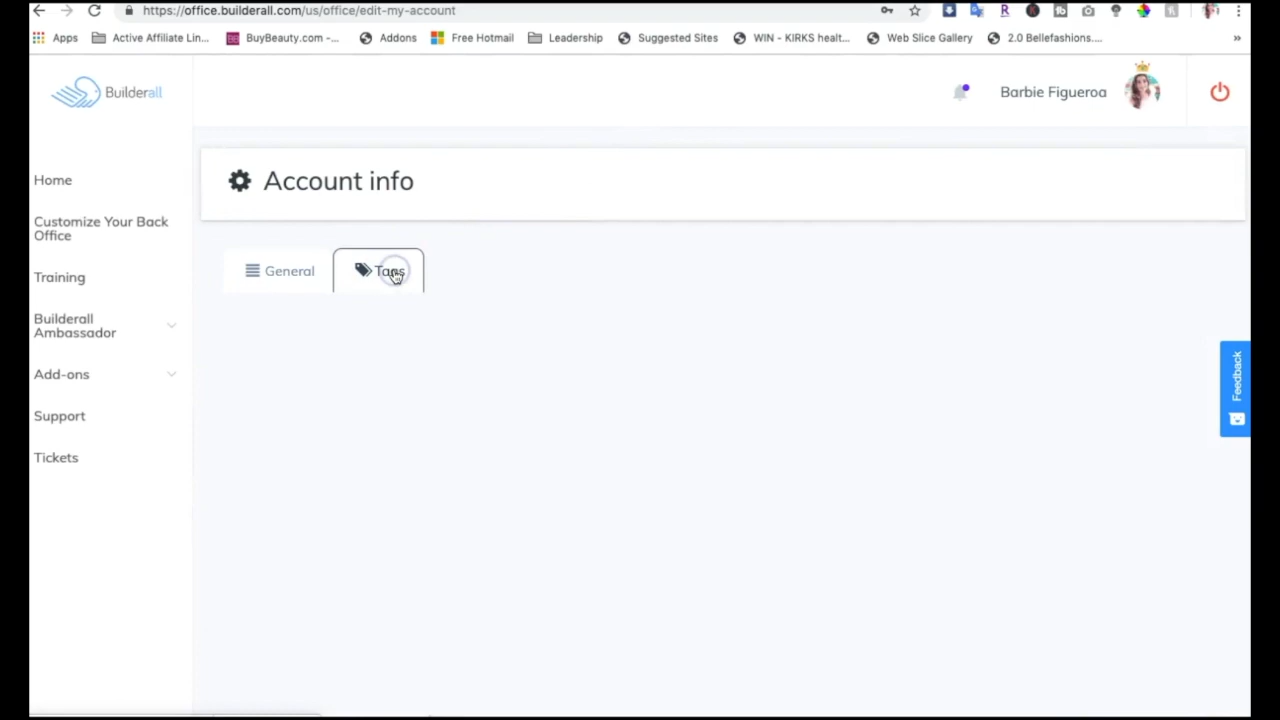 https://office.builderall.com/us/office/edit-my-account
Apps
Active Affiliate Lin...
BuyBeauty.com -...
Addons
Free Hotmail
Leadership
Suggested Sites
WIN - KIRKS healt...
Web Slice Gallery
2.0 Bellefashions....
»
Builderall
Barbie Figueroa
Home
Customize Your Back
Office
Training
Builderall
Ambassador
Add-ons
Support
Tickets
Account info
General
Tags
Feedback